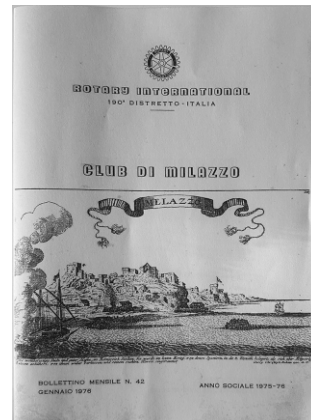 ROTARY INTERNATIONAL
190° DISTRETTO - ITALIA
CLUB DI MILAZZO
MILAZZO
BOLLETTINO MENSILE N. 42
GENNAIO 1976
ANNO SOCIALE 1975-76